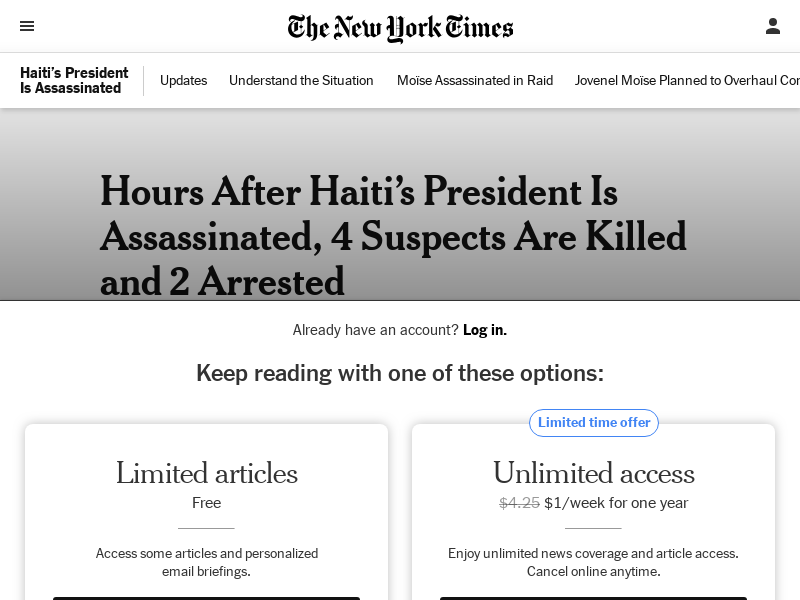 The New York Times
Haiti's President
Is Assassinated
Updates
Understand the Situation
Moïse Assassinated in Raid
Jovenel Moïse Planned to Overhaul
Hours After Haiti's President Is
Assassinated, 4 Suspects Are Killed
and 2 Arrested
Already have an account? Log in.
Keep reading with one of these options:
Limited articles
Free
Access some articles and personalized
email briefings.
Limited time offer
Unlimited access
$4.25 $1/week for one year
Enjoy unlimited news coverage and article access.
Cancel online anytime.